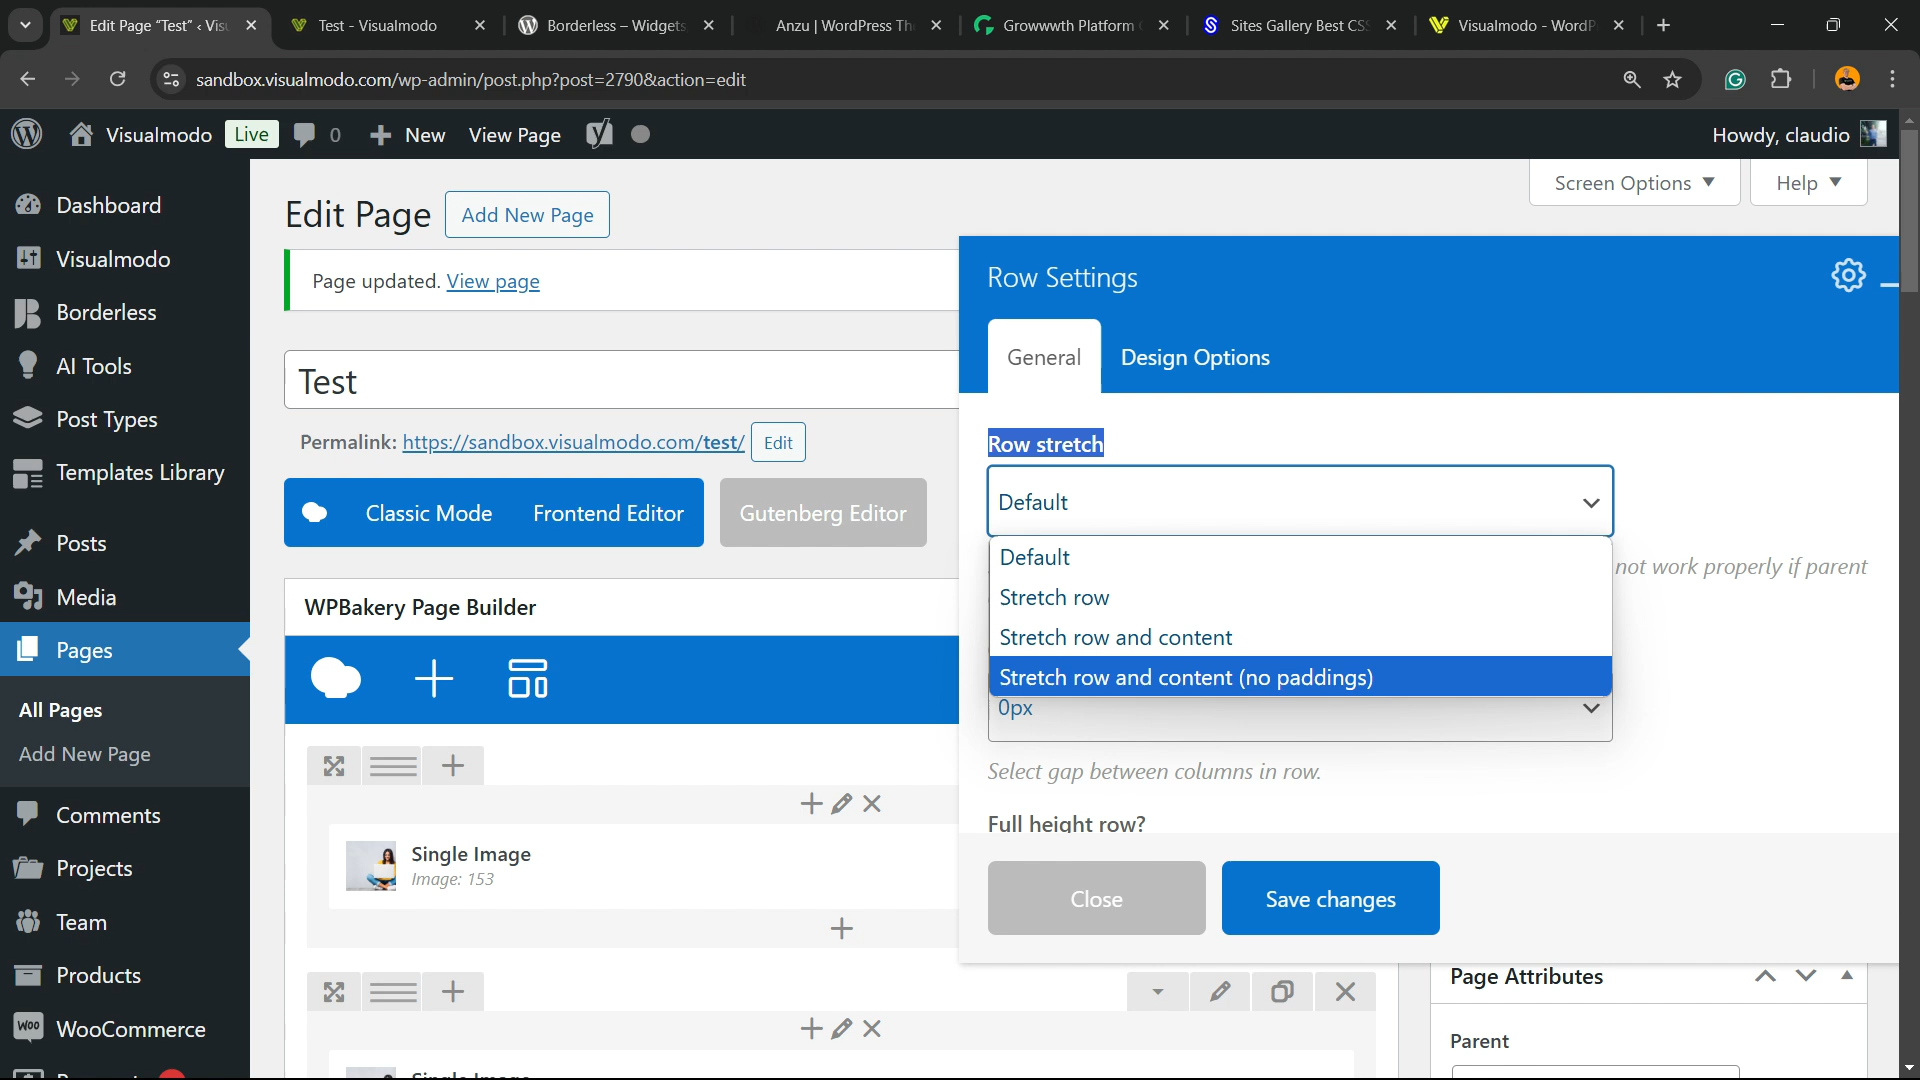 Edit Page “Test” ‹ Vis
Test - Visualmodo
Borderless – Widgets
Anzu | WordPress Th
Growwwth Platform
Sites Gallery Best CSS
Visualmodo - WordP
sandbox.visualmodo.com/wp-admin/post.php?post=2790&action=edit
Visualmodo
Live
0
New
View Page
Howdy, claudio
Screen Options
Help
Dashboard
Visualmodo
Borderless
AI Tools
Post Types
Templates Library
Posts
Media
Pages
All Pages
Add New Page
Comments
Projects
Team
Products
WooCommerce
Edit Page
Add New Page
Page updated. View page
Test
Permalink: https://sandbox.visualmodo.com/test/
Edit
Classic Mode
Frontend Editor
Gutenberg Editor
WPBakery Page Builder
Single Image
Image: 153
Single Image
Row Settings
General
Design Options
Row stretch
Default
Default
Stretch row
Stretch row and content
Stretch row and content (no paddings)
not work properly if parent
0px
Select gap between columns in row.
Full height row?
Close
Save changes
Page Attributes
Parent